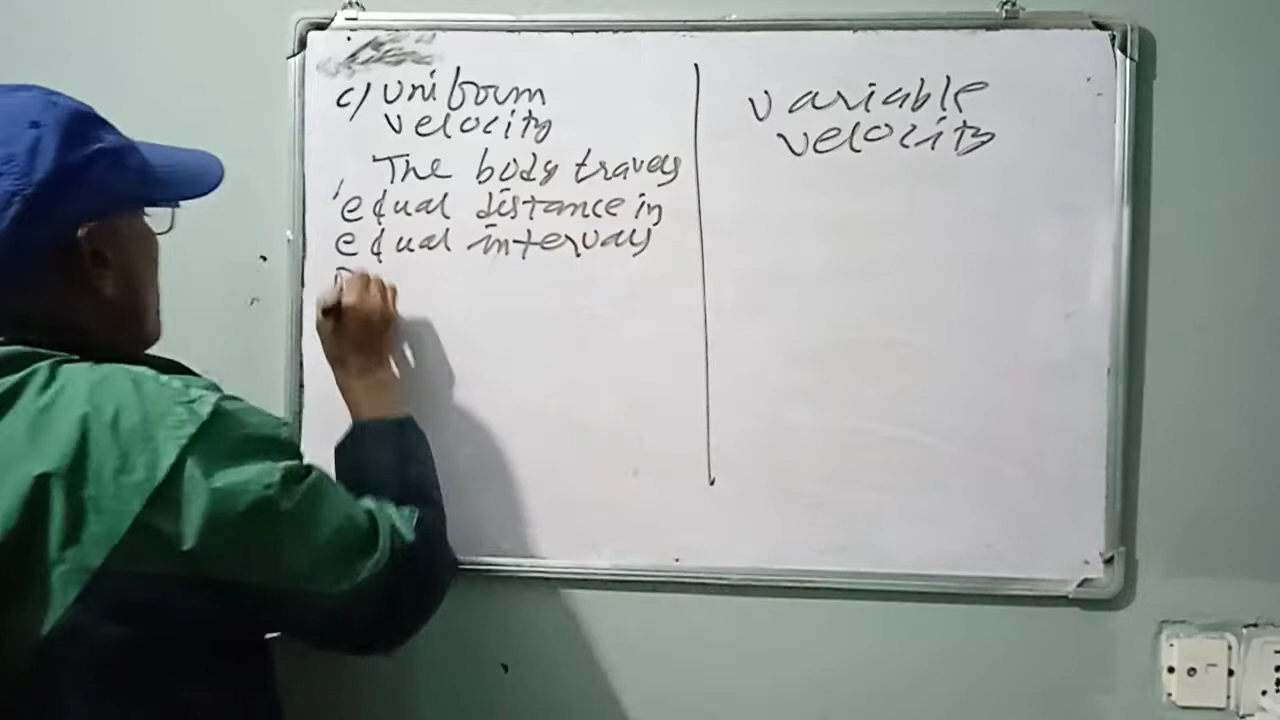 c) uniform
velocity
The body travels
equal distance in
equal intervals
variable
velocity